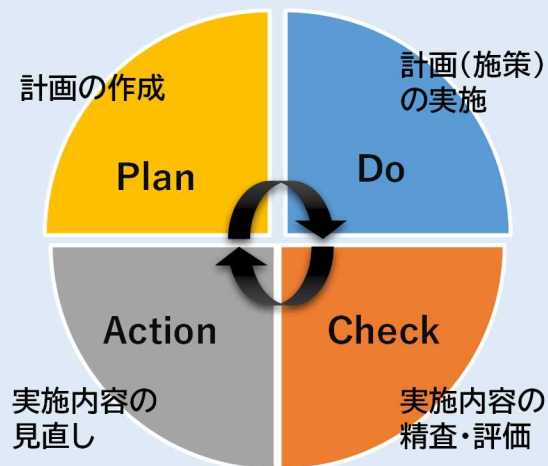 計画の作成
Plan
計画(施策)
の実施
Do
Action
実施内容の
見直し
Check
実施内容の
精査・評価